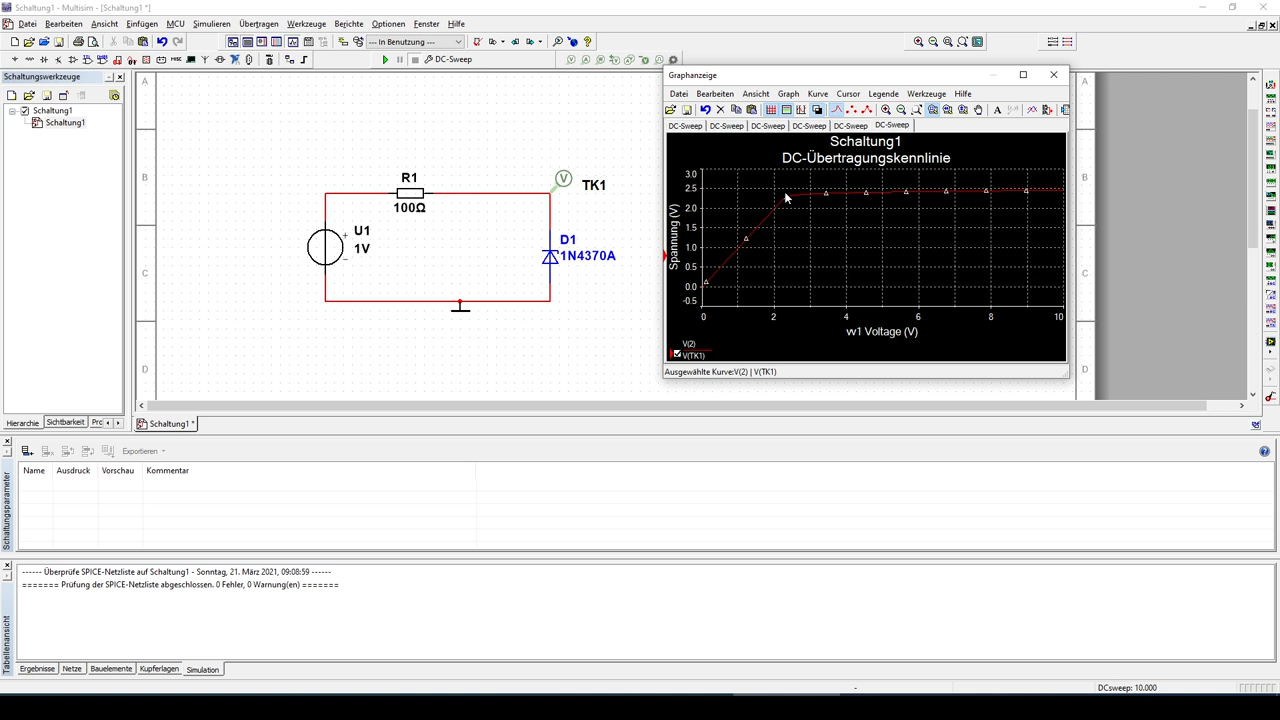 Schaltung1 - Multisim - [Schaltung1 *]
Datei Bearbeiten Ansicht Einfügen MCU Simulieren Übertragen Werkzeuge Berichte Optionen Fenster Hilfe
--- In Benutzung ---
DC-Sweep
Schaltungswerkzeuge
Schaltung1
Schaltung1
Hierarchie Sichtbarkeit Prc
A
B
C
D
R1
100Ω
U1
1V
+
−
V
TK1
D1
1N4370A
A
C
D
Schaltung1 *
Graphanzeige
Datei Bearbeiten Ansicht Graph Kurve Cursor Legende Werkzeuge Hilfe
DC-Sweep DC-Sweep DC-Sweep DC-Sweep DC-Sweep DC-Sweep
Schaltung1
DC-Übertragungskennlinie
Spannung (V)
3.0
2.5
2.0
1.5
1.0
0.5
0.0
-0.5
0 2 4 6 8 10
vv1 Voltage (V)
V(2)
V(TK1)
Ausgewählte Kurve:V(2) | V(TK1)
Schaltungsparameter
Exportieren
Name Ausdruck Vorschau Kommentar
Tabellenansicht
------ Überprüfe SPICE-Netzliste auf Schaltung1 - Sonntag, 21. März 2021, 09:08:59 ------
======= Prüfung der SPICE-Netzliste abgeschlossen. 0 Fehler, 0 Warnung(en) =======
Ergebnisse Netze Bauelemente Kupferlagen Simulation
-
DCsweep: 10.000